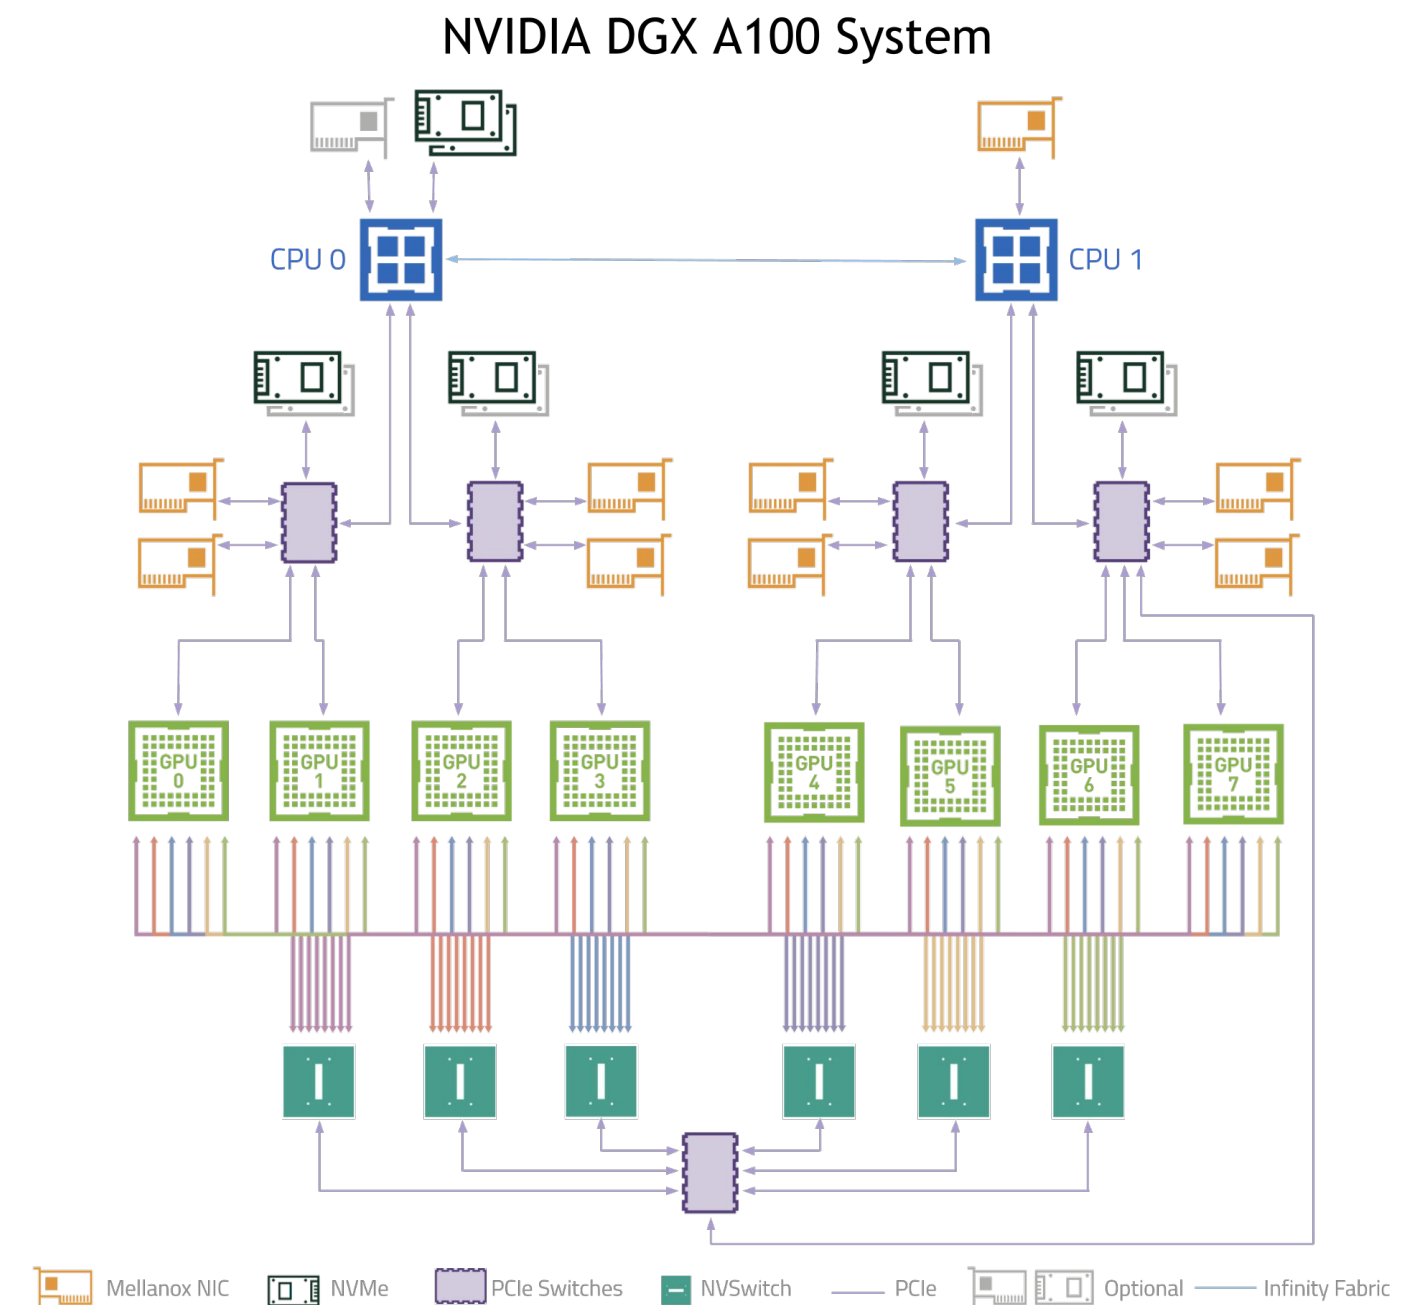 NVIDIA DGX A100 System
CPU 0
CPU 1
GPU 0
GPU 1
GPU 2
GPU 3
GPU 4
GPU 5
GPU 6
GPU 7
Mellanox NIC
NVMe
PCIe Switches
NVSwitch
PCIe
Optional
Infinity Fabric